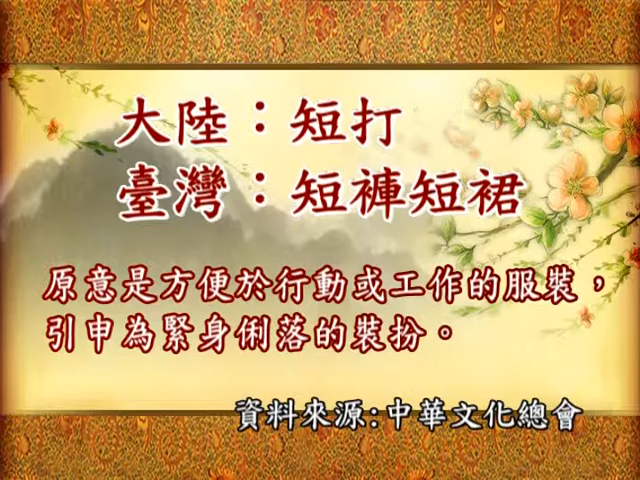 大陸：短打
臺灣：短褲短裙
原意是方便於行動或工作的服裝，
引申為緊身俐落的裝扮。
資料來源:中華文化總會